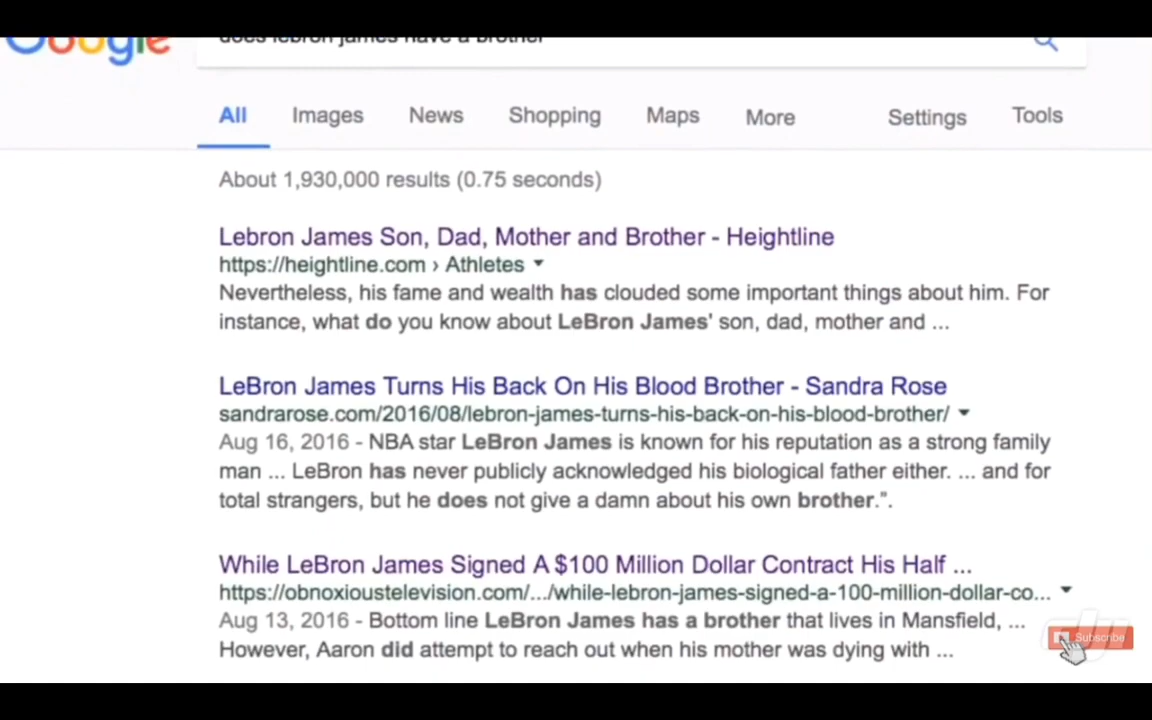 Google
does lebron james have a brother
All Images News Shopping Maps More Settings Tools
About 1,930,000 results (0.75 seconds)
Lebron James Son, Dad, Mother and Brother - Heightline
https://heightline.com › Athletes
Nevertheless, his fame and wealth has clouded some important things about him. For
instance, what do you know about LeBron James' son, dad, mother and ...
LeBron James Turns His Back On His Blood Brother - Sandra Rose
sandrarose.com/2016/08/lebron-james-turns-his-back-on-his-blood-brother/
Aug 16, 2016 - NBA star LeBron James is known for his reputation as a strong family
man ... LeBron has never publicly acknowledged his biological father either. ... and for
total strangers, but he does not give a damn about his own brother.".
While LeBron James Signed A $100 Million Dollar Contract His Half ...
https://obnoxioustelevision.com/.../while-lebron-james-signed-a-100-million-dollar-co...
Aug 13, 2016 - Bottom line LeBron James has a brother that lives in Mansfield, ...
However, Aaron did attempt to reach out when his mother was dying with ...
Subscribe